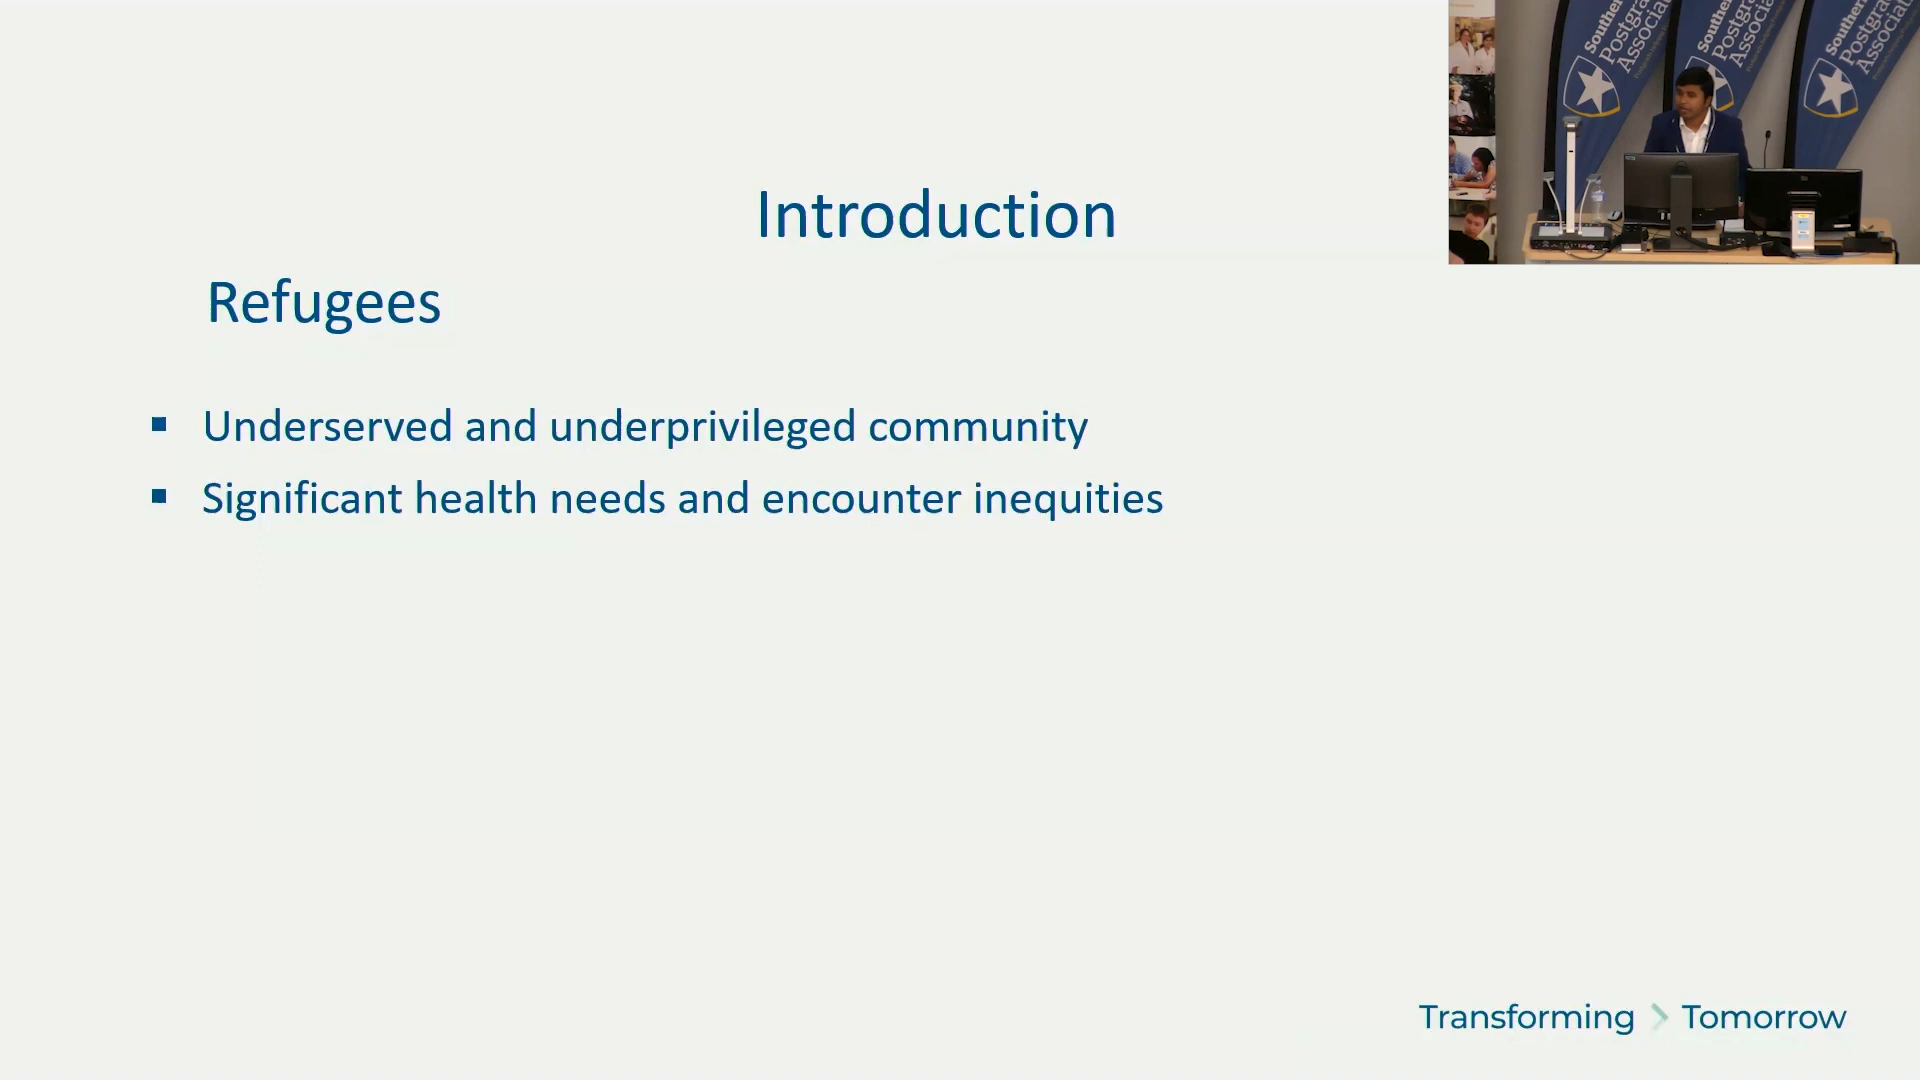 Introduction
Refugees
▪ Underserved and underprivileged community
▪ Significant health needs and encounter inequities
Transforming > Tomorrow